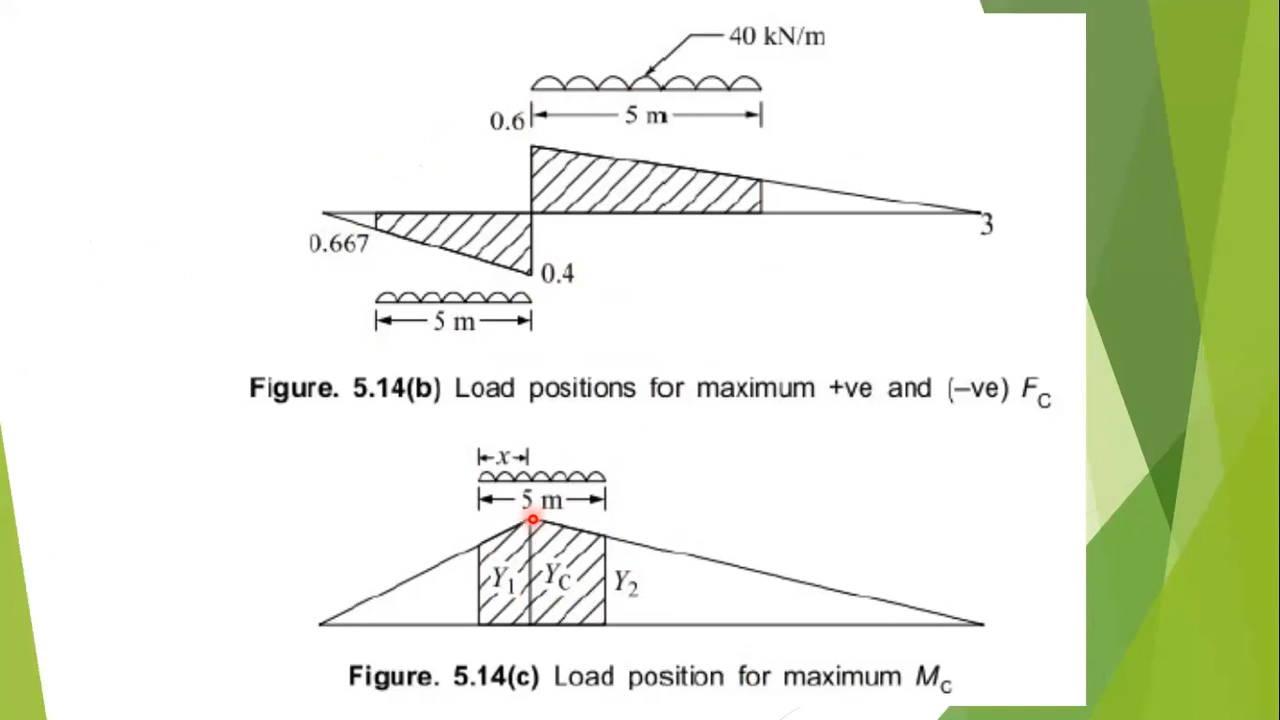 40 kN/m
0.6
5 m
3
0.667
0.4
5 m
Figure. 5.14(b) Load positions for maximum +ve and (–ve) F_C
x
5 m
Y_1 Y_C Y_2
Figure. 5.14(c) Load position for maximum M_C